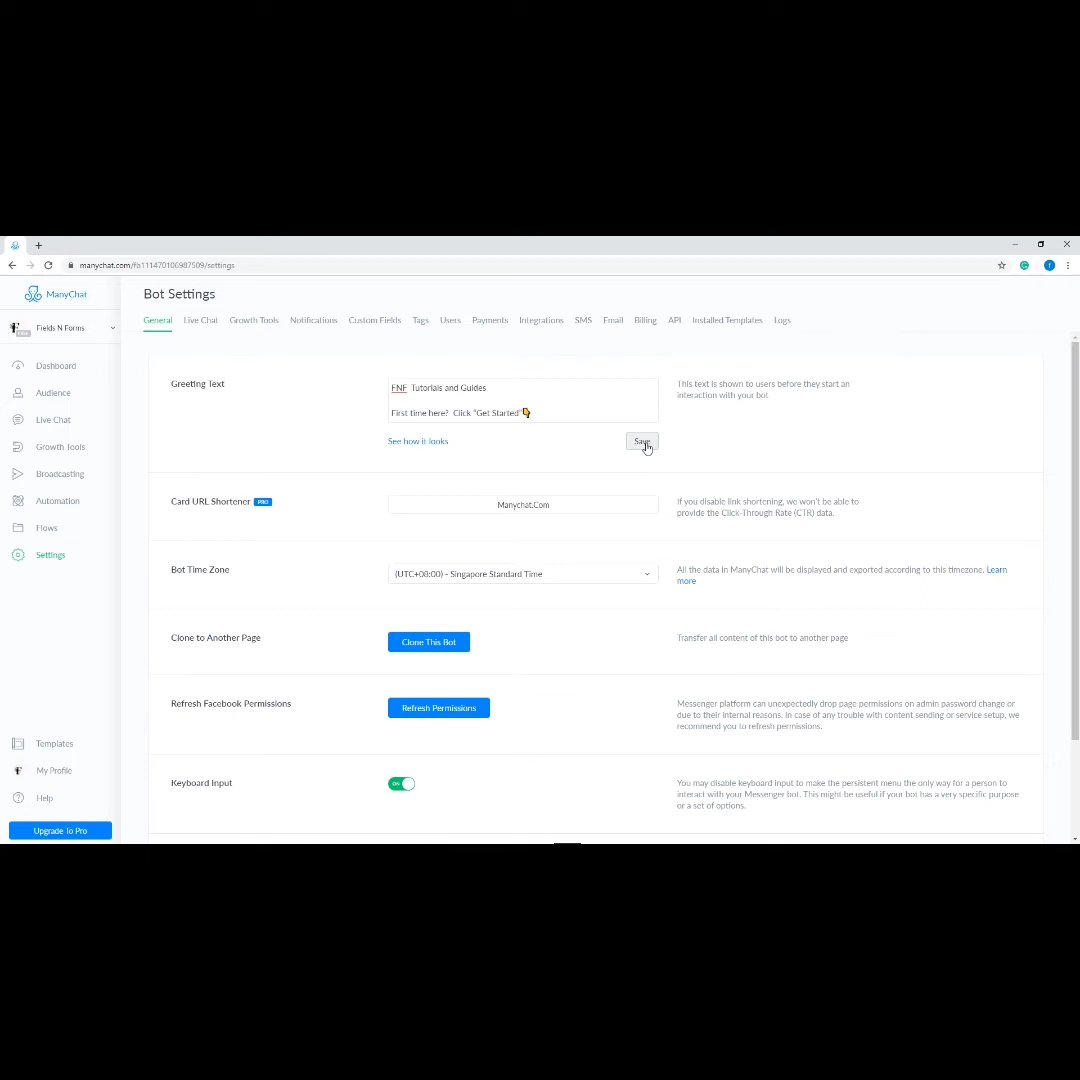 manychat.com/fb111470106987509/settings
ManyChat
Bot Settings
Fields N Forms
General Live Chat Growth Tools Notifications Custom Fields Tags Users Payments Integrations SMS Email Billing API Installed Templates Logs
Dashboard
Audience
Live Chat
Growth Tools
Broadcasting
Automation
Flows
Settings
Templates
My Profile
Help
Upgrade To Pro
Greeting Text
FNF Tutorials and Guides
First time here? Click "Get Started"👇
See how it looks
Save
This text is shown to users before they start an
interaction with your bot
Card URL Shortener PRO
Manychat.Com
If you disable link shortening, we won't be able to
provide the Click-Through Rate (CTR) data.
Bot Time Zone
(UTC+08:00) - Singapore Standard Time
All the data in ManyChat will be displayed and exported according to this timezone. Learn
more
Clone to Another Page
Clone This Bot
Transfer all content of this bot to another page
Refresh Facebook Permissions
Refresh Permissions
Messenger platform can unexpectedly drop page permissions on admin password change or
due to their internal reasons. In case of any trouble with content sending or service setup, we
recommend you to refresh permissions.
Keyboard Input
ON
You may disable keyboard input to make the persistent menu the only way for a person to
interact with your Messenger bot. This might be useful if your bot has a very specific purpose
or a set of options.